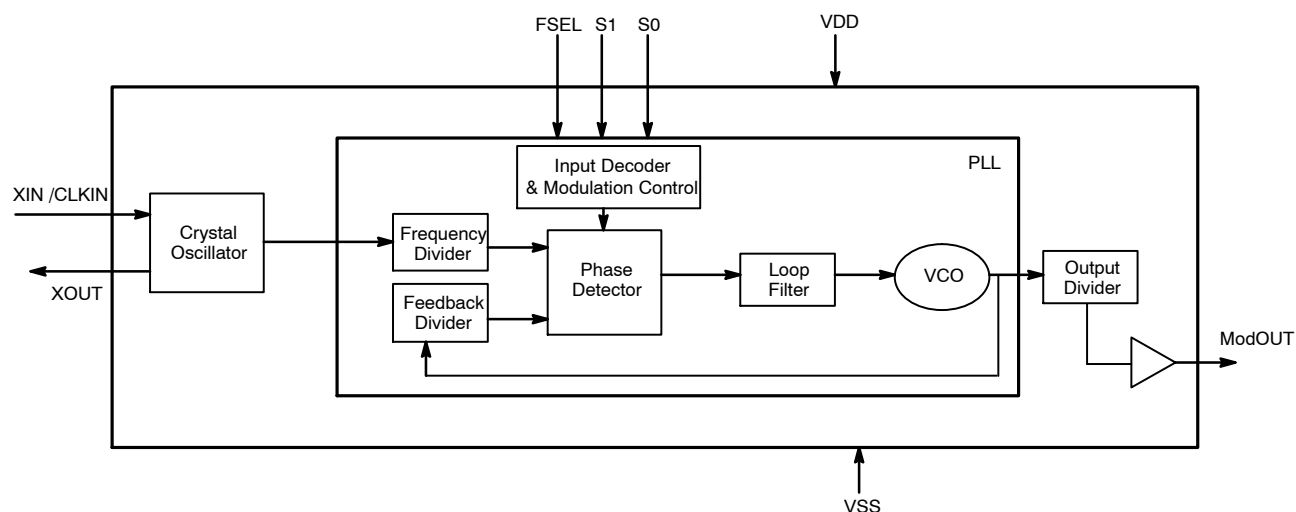 FSEL S1 S0
VDD
PLL
Input Decoder
& Modulation Control
XIN /CLKIN
Crystal
Oscillator
XOUT
Frequency
Divider
Feedback
Divider
Phase
Detector
Loop
Filter
VCO
Output
Divider
ModOUT
VSS